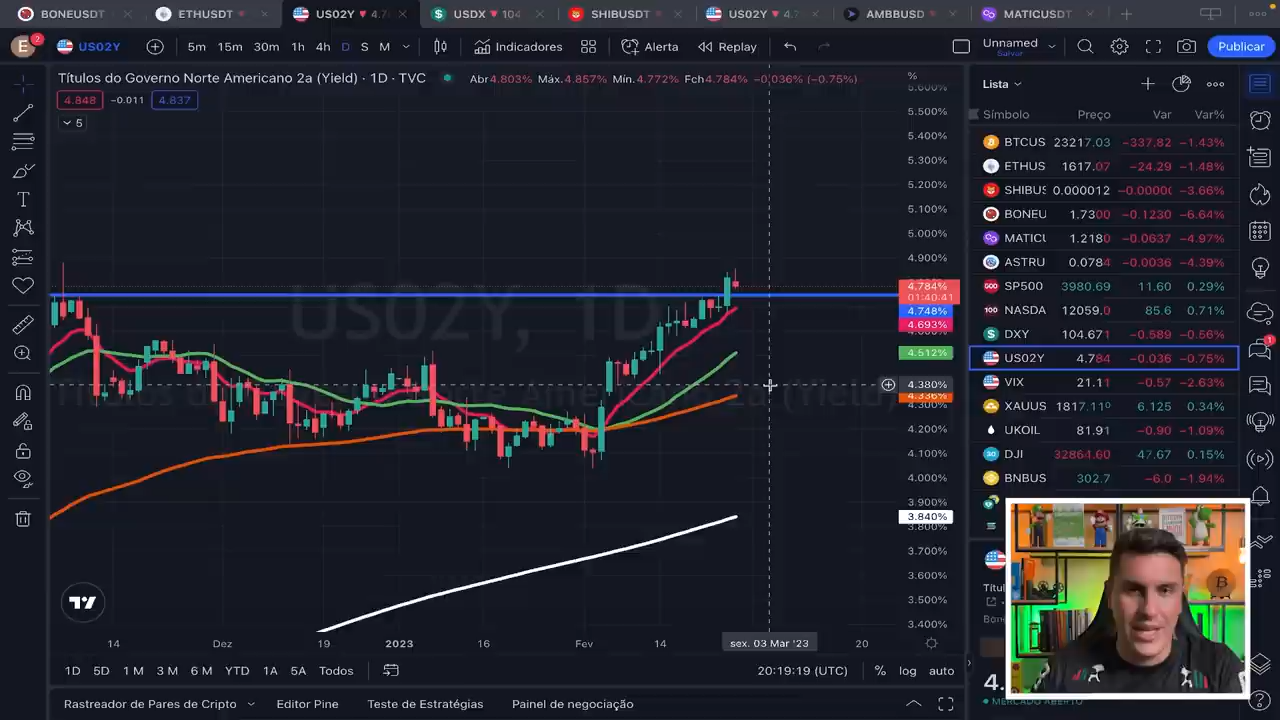 BONEUSDT
ETHUSDT
US02Y ▼ 4.7
USDX ▼ 104
SHIBUSDT
US02Y ▼ 4.?
AMBBUSD
MATICUSDT
E
2
US02Y
5m 15m 30m 1h 4h D S M
Indicadores
Alerta
Replay
Unnamed
Salvar
Publicar
Títulos do Governo Norte Americano 2a (Yield) · 1D · TVC
Abr4.803% Máx.4.857% Mín.4.772% Fch4.784% −0.036% (−0.75%)
4.848 −0.011 4.837
5
US02Y, 1D
%
5.600%
5.500%
5.400%
5.300%
5.200%
5.100%
5.000%
4.900%
4.784%
01:40:41
4.748%
4.693%
4.512%
4.380%
4.336%
4.300%
4.200%
4.100%
4.000%
3.900%
3.840%
3.800%
3.700%
3.600%
3.500%
3.400%
14 Dez 19 2023 16 Fev 14 sex. 03 Mar '23 20
1D 5D 1 M 3 M 6 M YTD 1A 5A Todos
20:19:19 (UTC) % log auto
Rastreador de Pares de Cripto Editor Pine Teste de Estratégias Painel de negociação
Lista
Símbolo Preço Var Var%
BTCUS 23217.03 −337.82 −1.43%
ETHUS 1617.07 −24.29 −1.48%
SHIBUS 0.000012 −0.0000 −3.66%
BONEU 1.7300 −0.1230 −6.64%
MATICU 1.2180 −0.0637 −4.97%
ASTRU 0.0784 −0.0036 −4.39%
SP500 3980.69 11.60 0.29%
NASDA 12059.0 85.6 0.71%
DXY 104.671 −0.589 −0.56%
US02Y 4.784 −0.036 −0.75%
VIX 21.11 −0.57 −2.63%
XAUUS 1817.110 6.125 0.34%
UKOIL 81.91 −0.90 −1.09%
DJI 32864.60 47.67 0.15%
BNBUS 302.7 −6.0 −1.94%
4.
MERCADO ABERTO